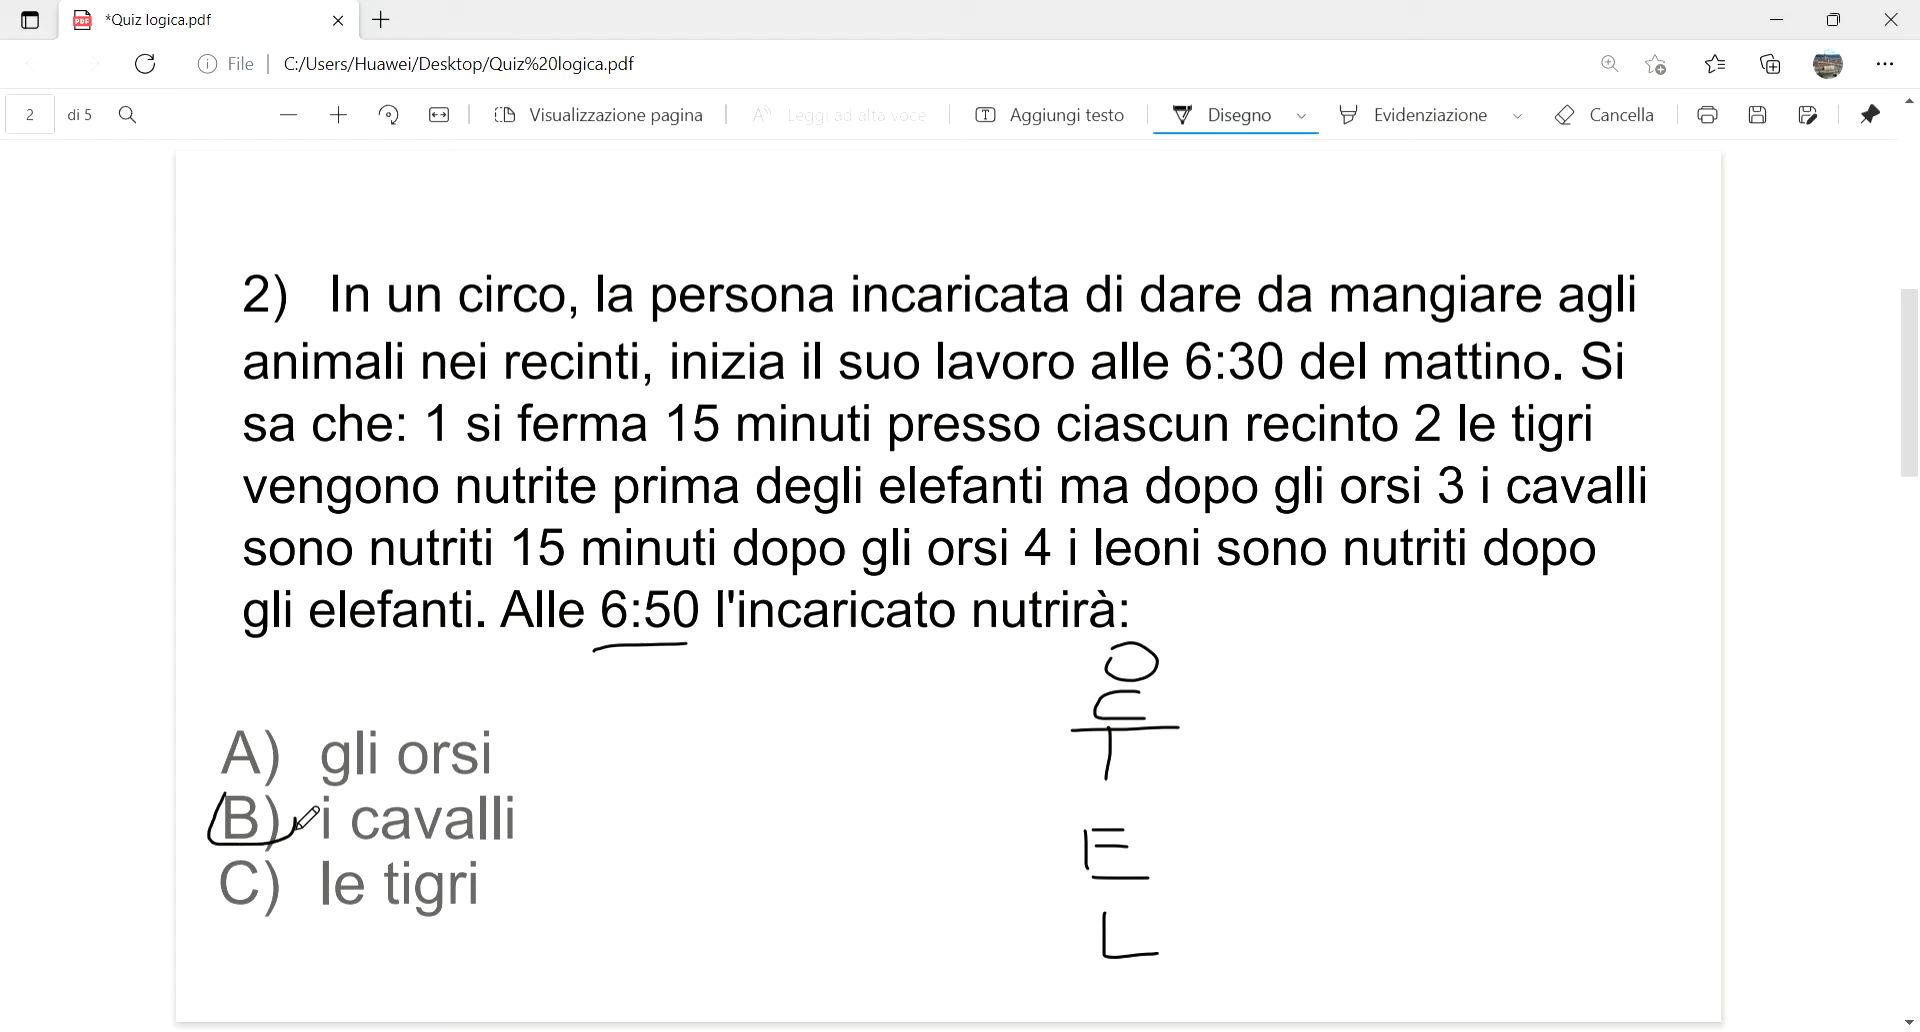 *Quiz logica.pdf
File
C:/Users/Huawei/Desktop/Quiz%20logica.pdf
2 di 5 Visualizzazione pagina A Leggi ad alta voce T Aggiungi testo Disegno Evidenziazione Cancella
2) In un circo, la persona incaricata di dare da mangiare agli
animali nei recinti, inizia il suo lavoro alle 6:30 del mattino. Si
sa che: 1 si ferma 15 minuti presso ciascun recinto 2 le tigri
vengono nutrite prima degli elefanti ma dopo gli orsi 3 i cavalli
sono nutriti 15 minuti dopo gli orsi 4 i leoni sono nutriti dopo
gli elefanti. Alle 6:50 l'incaricato nutrirà:
O
C
T
E
L
A) gli orsi
B) i cavalli
C) le tigri